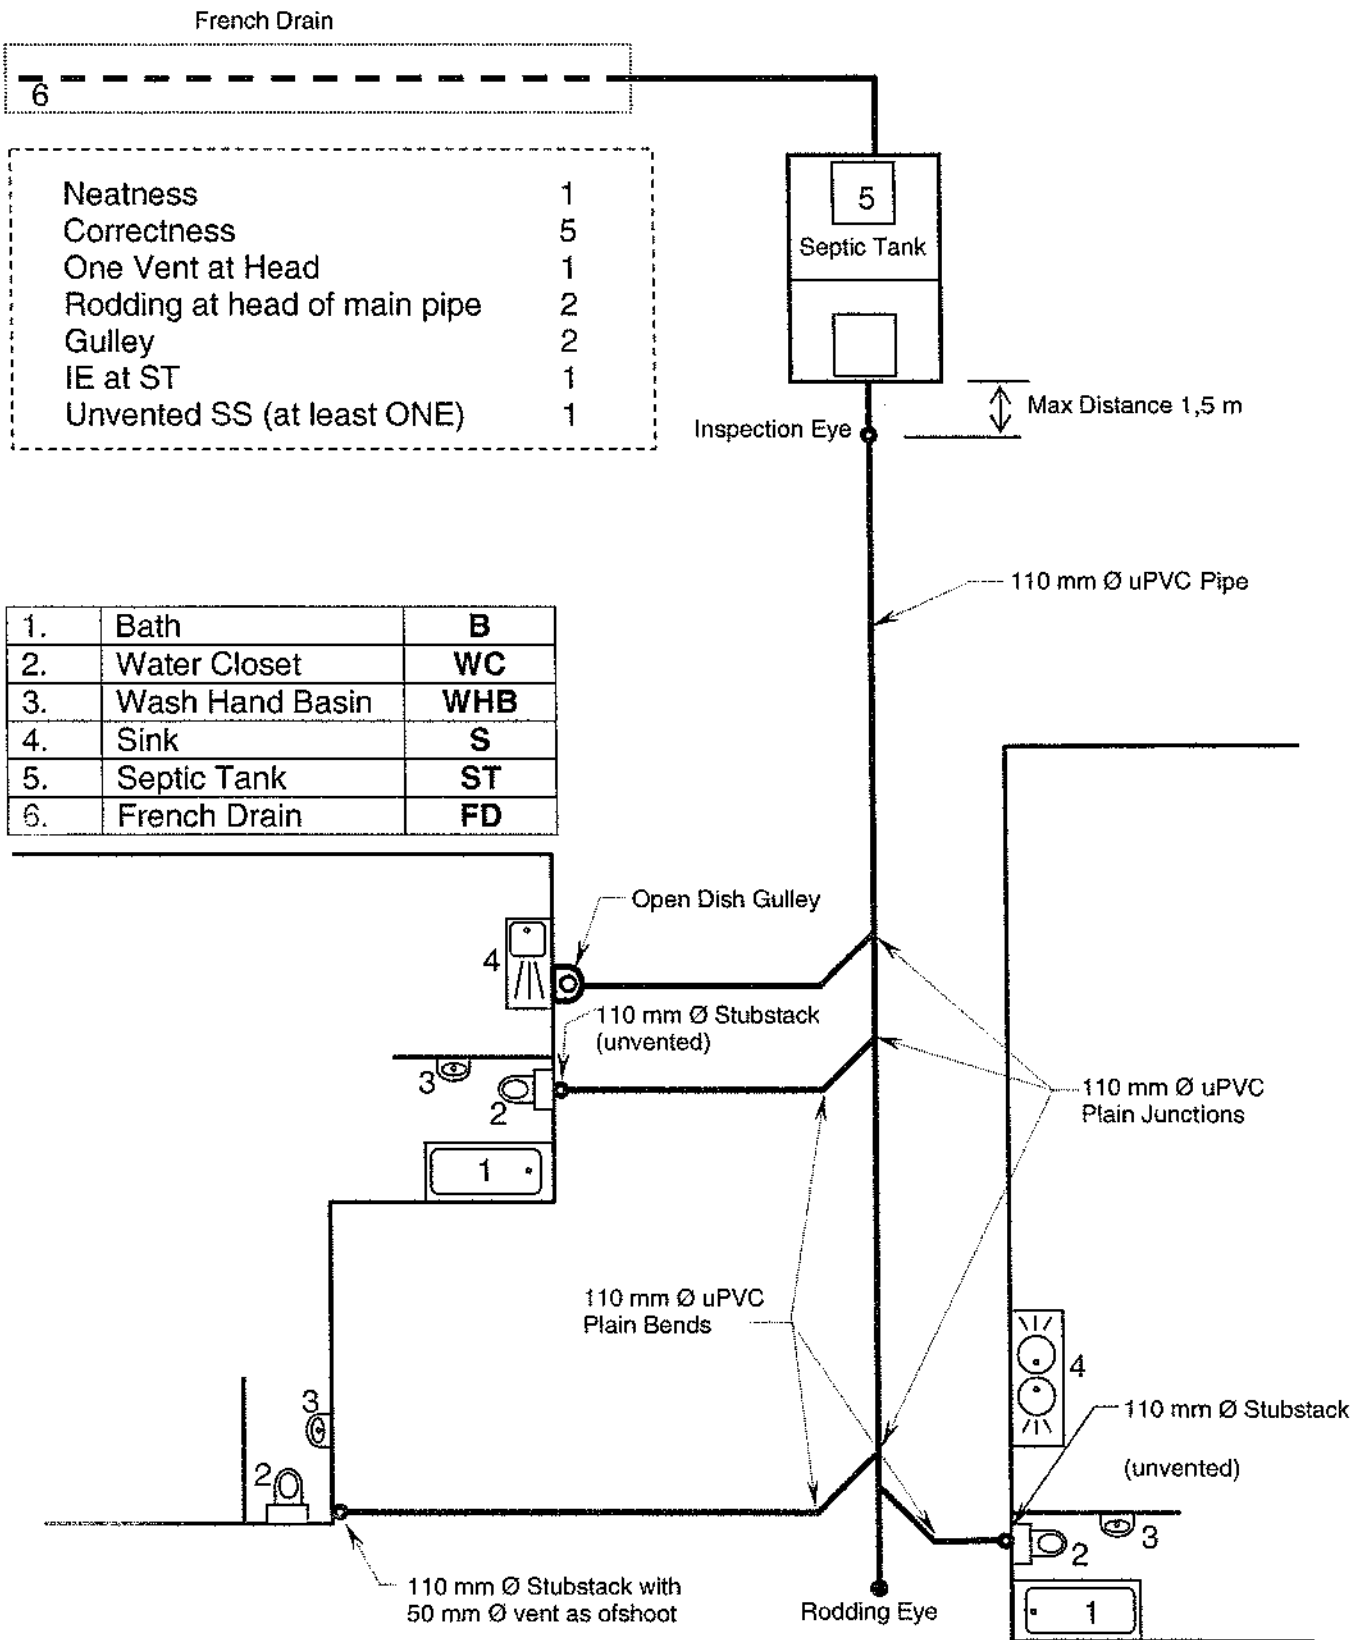 French Drain
6
Neatness 1
Correctness 5
One Vent at Head 1
Rodding at head of main pipe 2
Gulley 2
IE at ST 1
Unvented SS (at least ONE) 1
5
Septic Tank
Max Distance 1,5 m
Inspection Eye
110 mm Ø uPVC Pipe
1. Bath B
2. Water Closet WC
3. Wash Hand Basin WHB
4. Sink S
5. Septic Tank ST
6. French Drain FD
Open Dish Gulley
4
110 mm Ø Stubstack
(unvented)
3
2
110 mm Ø uPVC
Plain Junctions
1
110 mm Ø uPVC
Plain Bends
4
3
110 mm Ø Stubstack
(unvented)
2
3
2
110 mm Ø Stubstack with
50 mm Ø vent as ofshoot
Rodding Eye
1